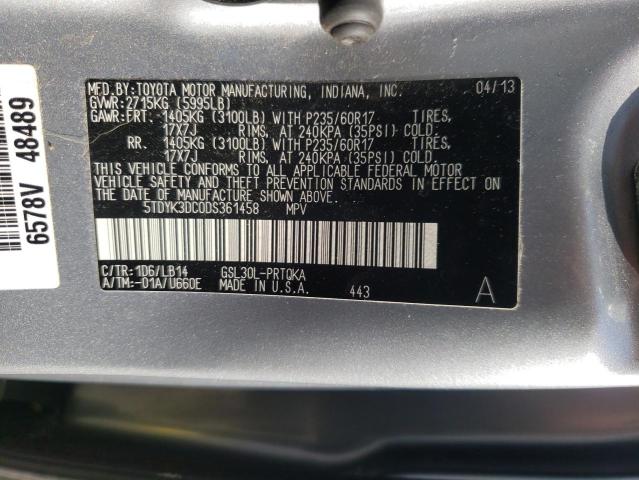 MFD.BY:TOYOTA MOTOR MANUFACTURING, INDIANA, INC. 04/13
GVWR:2715KG (5995LB)
GAWR:FRT. 1405KG (3100LB) WITH P235/60R17 TIRES,
17X7J RIMS, AT 240KPA (35PSI) COLD.
RR. 1405KG (3100LB) WITH P235/60R17 TIRES,
17X7J RIMS, AT 240KPA (35PSI) COLD.
THIS VEHICLE CONFORMS TO ALL APPLICABLE FEDERAL MOTOR
VEHICLE SAFETY AND THEFT PREVENTION STANDARDS IN EFFECT ON
THE DATE OF MANUFACTURE SHOWN ABOVE.
5TDYK3DC0DS361458 MPV
C/TR:1D6/LB14 GSL30L-PRTQKA
A/TM:-01A/U660E MADE IN U.S.A. 443 A
6578V 48489